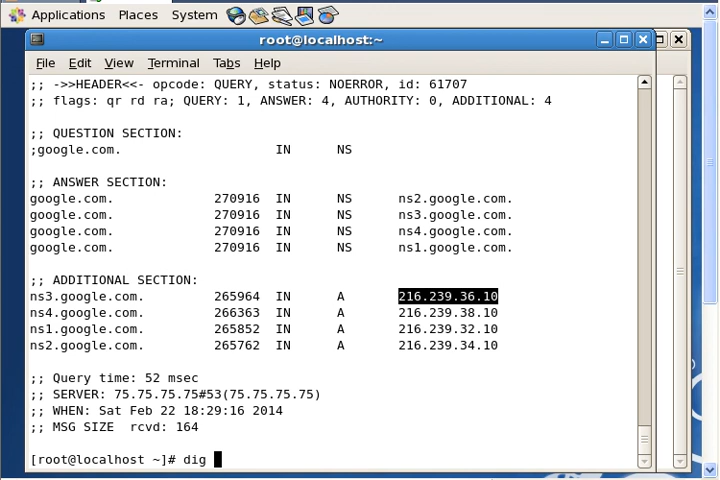 Applications Places System
root@localhost:~
File Edit View Terminal Tabs Help
;; ->>HEADER<<- opcode: QUERY, status: NOERROR, id: 61707
;; flags: qr rd ra; QUERY: 1, ANSWER: 4, AUTHORITY: 0, ADDITIONAL: 4
;; QUESTION SECTION:
;google.com. IN NS
;; ANSWER SECTION:
google.com. 270916 IN NS ns2.google.com.
google.com. 270916 IN NS ns3.google.com.
google.com. 270916 IN NS ns4.google.com.
google.com. 270916 IN NS ns1.google.com.
;; ADDITIONAL SECTION:
ns3.google.com. 265964 IN A 216.239.36.10
ns4.google.com. 266363 IN A 216.239.38.10
ns1.google.com. 265852 IN A 216.239.32.10
ns2.google.com. 265762 IN A 216.239.34.10
;; Query time: 52 msec
;; SERVER: 75.75.75.75#53(75.75.75.75)
;; WHEN: Sat Feb 22 18:29:16 2014
;; MSG SIZE rcvd: 164
[root@localhost ~]# dig